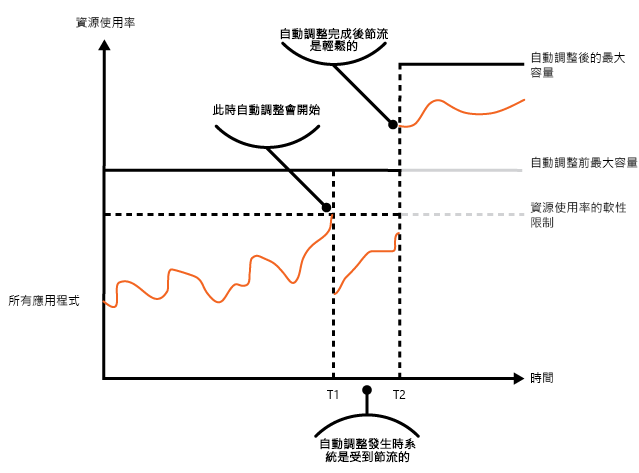 資源使用率
自動調整完成後節流
是輕鬆的
自動調整後的最大
容量
此時自動調整會開始
自動調整前最大容量
資源使用率的軟性
限制
所有應用程式
時間
T1
T2
自動調整發生時系
統是受到節流的